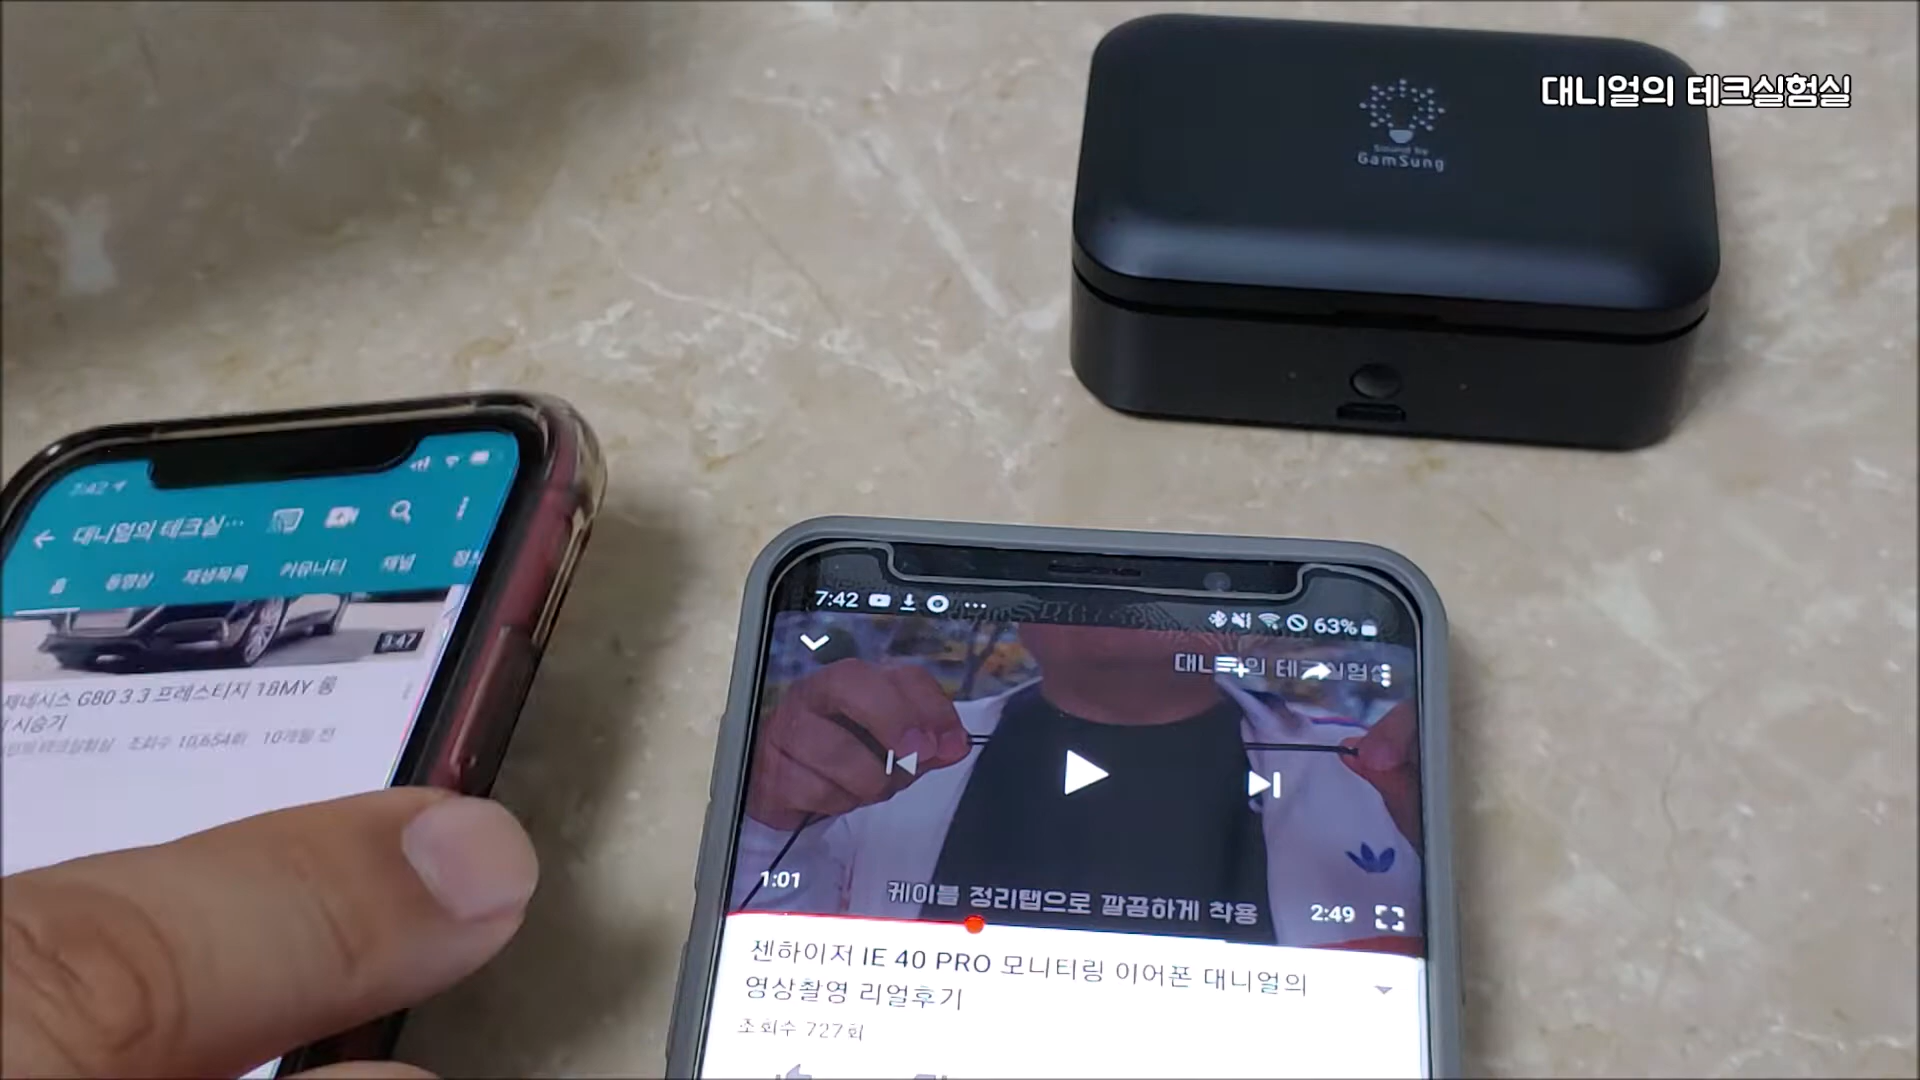 대니얼의 테크실험실
Sound by
GamSung
7:42
대니얼의 테크실...
홈 동영상 재생목록 커뮤니티 채널
3:47
제네시스 G80 3.3 프레스티지 18MY 롱
시승기
테크실험실 조회수 10,654회 10개월 전
7:42
63%
1:01
케이블 정리탭으로 깔끔하게 착용
2:49
젠하이저 IE 40 PRO 모니터링 이어폰 대니얼의
영상촬영 리얼후기
조회수 727회